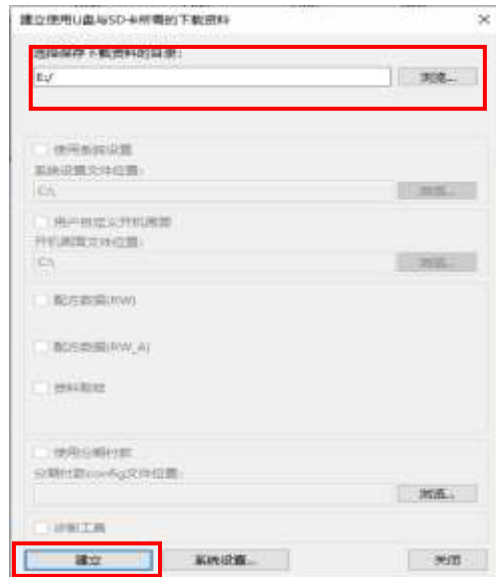 建立使用U盘与SD卡所需的下载资料
选择保存下载资料的目录:
E:/
浏览...
使用系统设置
系统设置文件位置:
C:\
浏览...
用户自定义开机画面
开机画面文件位置:
C:\
浏览...
配方数据(RW)
配方数据(RW_A)
资料取样
使用分期付款
分期付款config文件位置:
浏览...
诊断工具
建立
系统设置...
关闭